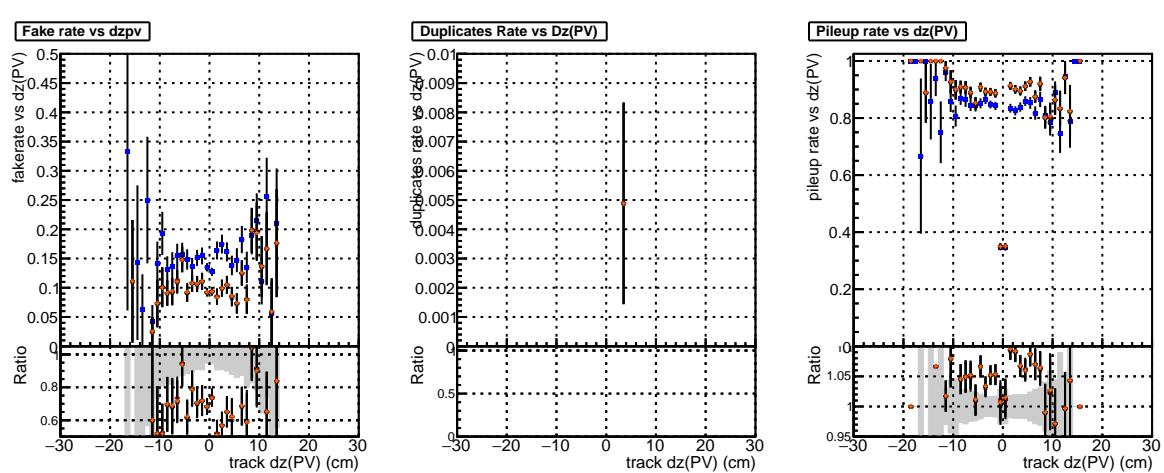 Fake rate vs dzpv
fakerate vs dz(PV)
0.5
0.45
0.4
0.35
0.3
0.25
0.2
0.15
0.1
0.05
0
Ratio
1
0.8
0.6
−30 −20 −10 0 10 20 30
track dz(PV) (cm)
Duplicates Rate vs Dz(PV)
duplicates rate vs dz(PV)
0.01
0.009
0.008
0.007
0.006
0.005
0.004
0.003
0.002
0.001
0
Ratio
1
0.5
0
−30 −20 −10 0 10 20 30
track dz(PV) (cm)
Pileup rate vs dz(PV)
pileup rate vs dz(PV)
1
0.8
0.6
0.4
0.2
0
Ratio
1.05
1
0.95
−30 −20 −10 0 10 20 30
track dz(PV) (cm)